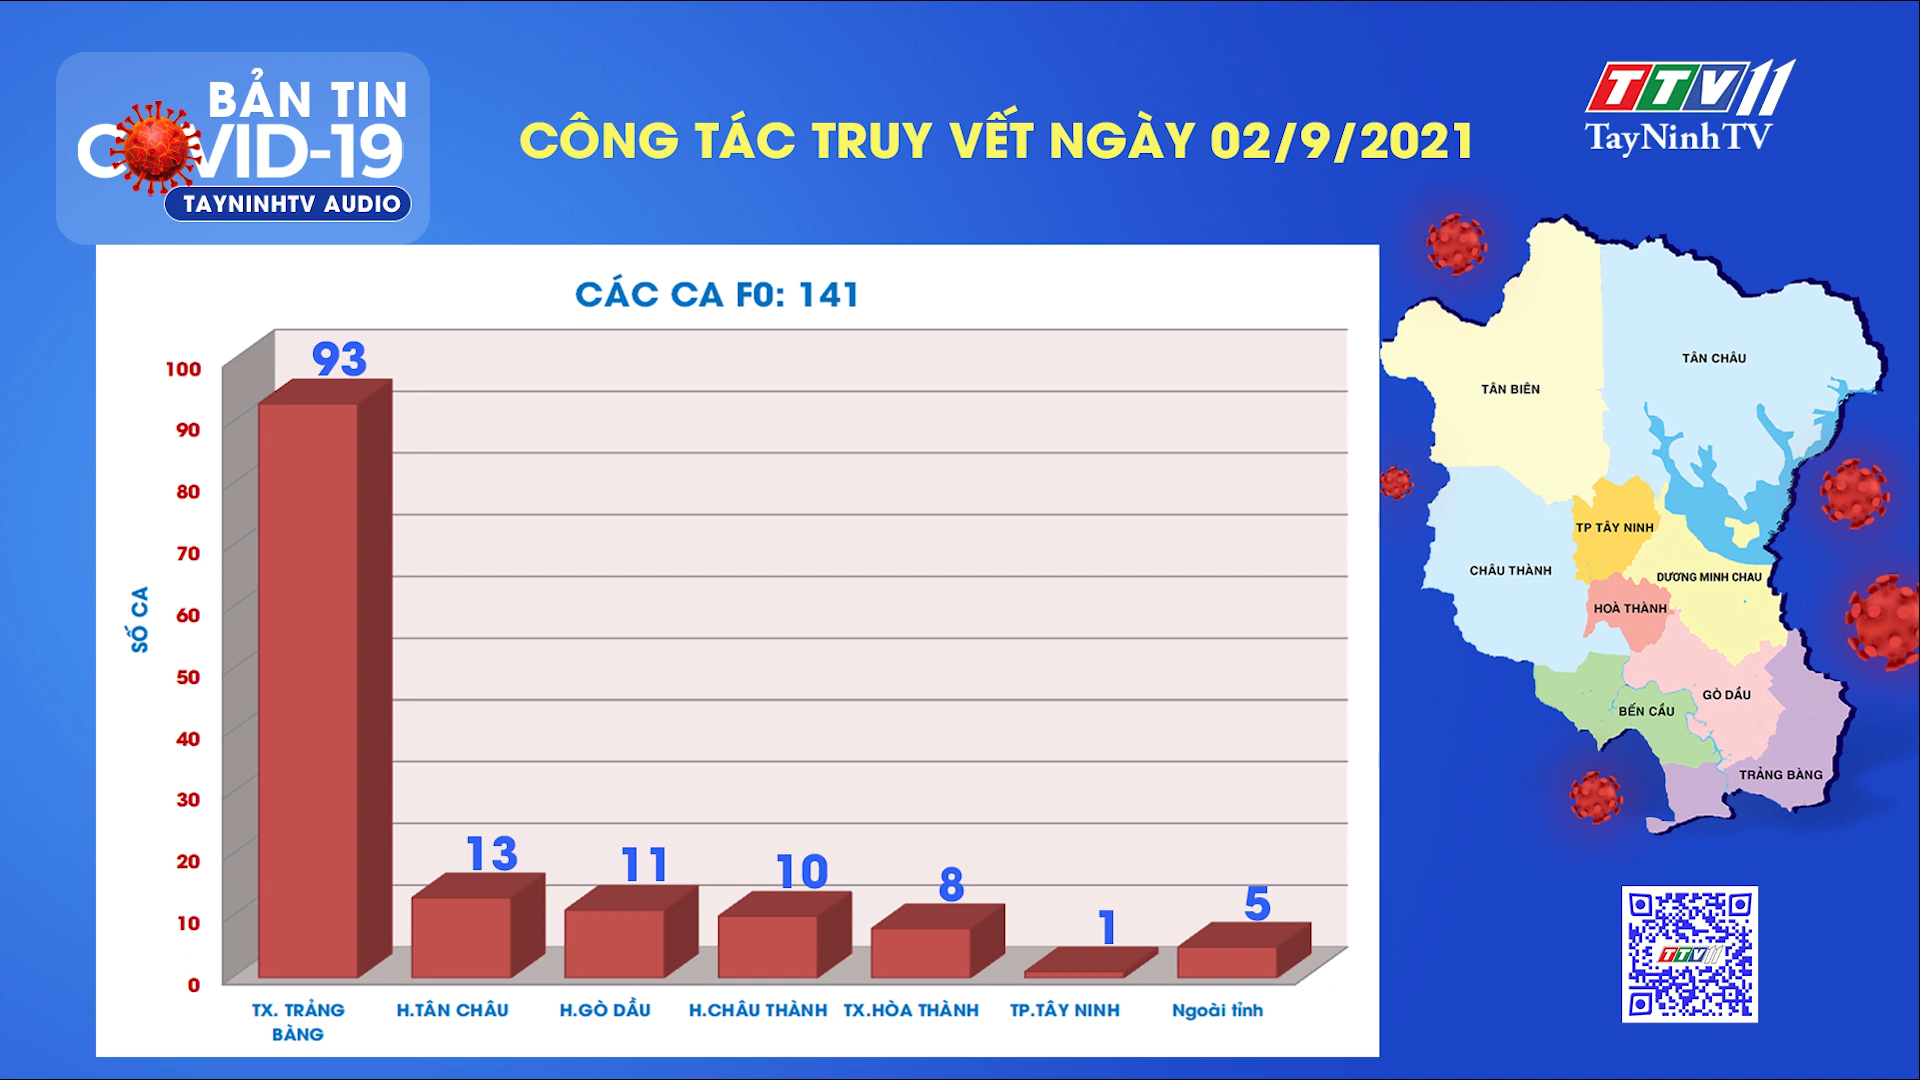 BẢN TIN
COVID-19
TAYNINHTV AUDIO
CÔNG TÁC TRUY VẾT NGÀY 02/9/2021
TTV11
TayNinhTV
CÁC CA F0: 141
SỐ CA
100
90
80
70
60
50
40
30
20
10
0
93
13
11
10
8
1
5
TX. TRẢNG
BÀNG
H.TÂN CHÂU
H.GÒ DẦU
H.CHÂU THÀNH
TX.HÒA THÀNH
TP.TÂY NINH
Ngoài tỉnh
TÂN CHÂU
TÂN BIÊN
TP TÂY NINH
CHÂU THÀNH
DƯƠNG MINH CHAU
HOÀ THÀNH
GÒ DẦU
BẾN CẦU
TRẢNG BÀNG
TTV11